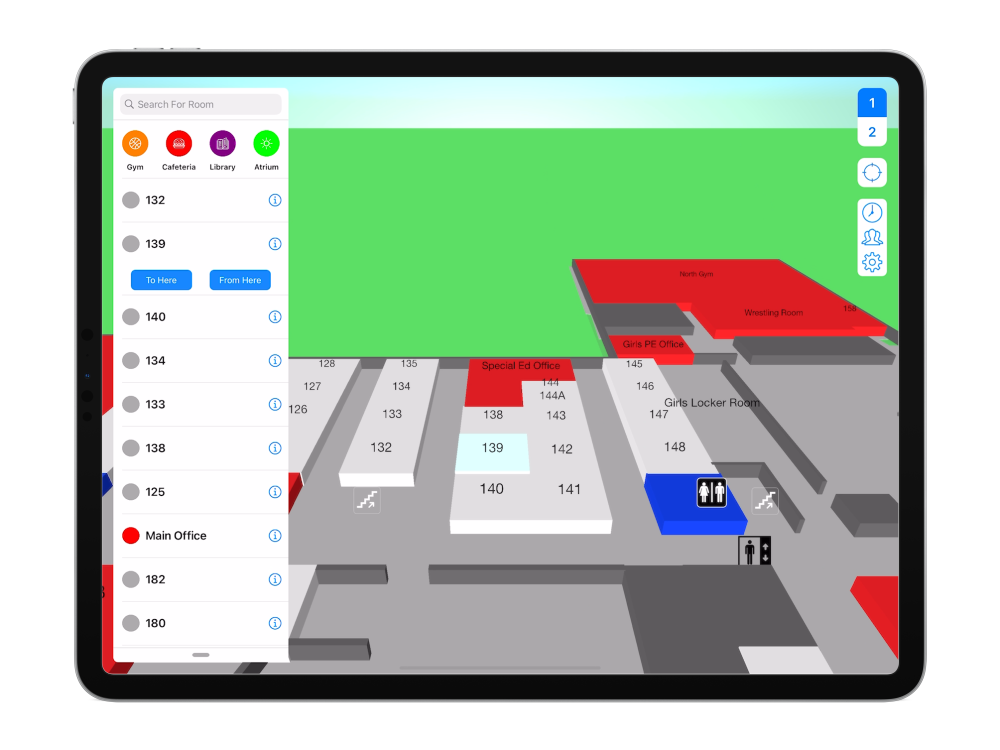 Search For Room
Gym
Cafeteria
Library
Atrium
132
139
To Here
From Here
140
134
133
138
125
Main Office
182
180
1
2
North Gym
Wrestling Room
158
Girls PE Office
128
135
Special Ed Office
145
127
134
144
146
126
133
138
144A
143
Girls Locker Room
147
132
139
142
148
140
141